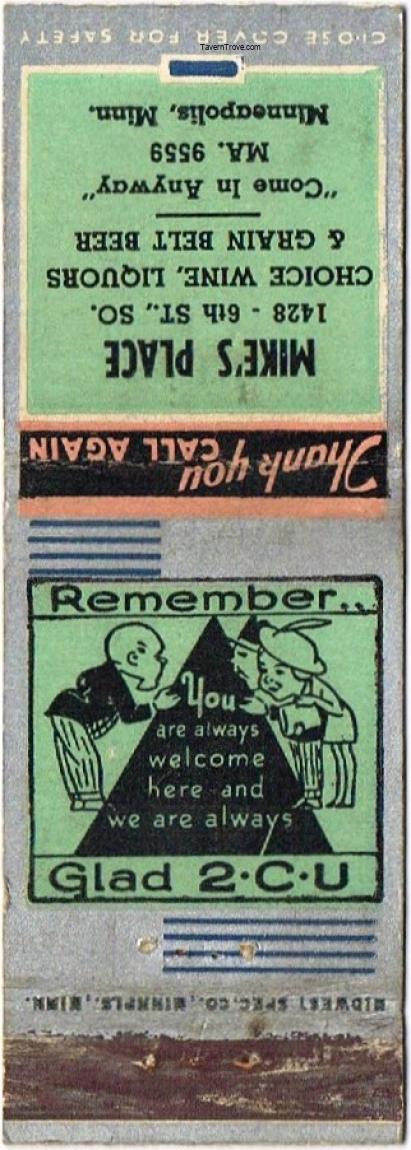 CLOSE COVER FOR SAFETY
TavernTrove.com
MIKE'S PLACE
1428 - 6th ST., SO.
CHOICE WINE, LIQUORS
& GRAIN BELT BEER
"Come In Anyway"
MA. 9559
Minneapolis, Minn.
Thank you CALL AGAIN
Remember..
You
are always
welcome
here and
we are always
Glad 2·C·U
MIDWEST SPEC. CO., MINNPLS., MINN.